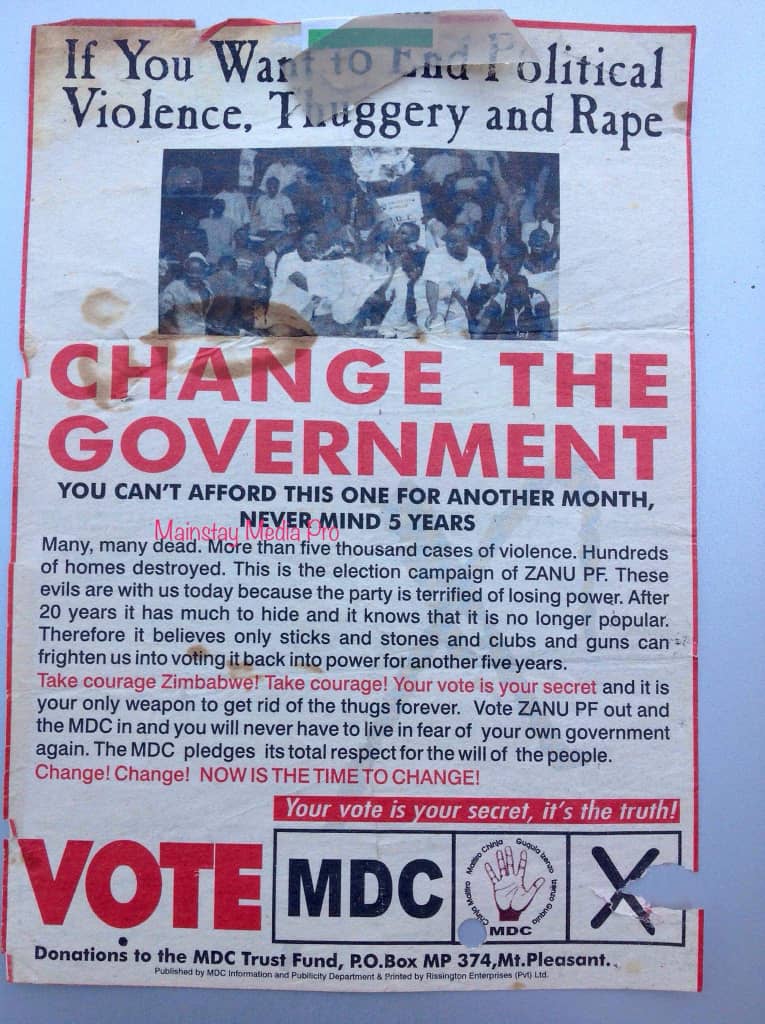 If You Want to End Political
Violence, Thuggery and Rape
CHANGE THE
GOVERNMENT
YOU CAN'T AFFORD THIS ONE FOR ANOTHER MONTH,
NEVER MIND 5 YEARS
Mainstay Media Pro
Many, many dead. More than five thousand cases of violence. Hundreds
of homes destroyed. This is the election campaign of ZANU PF. These
evils are with us today because the party is terrified of losing power. After
20 years it has much to hide and it knows that it is no longer popular.
Therefore it believes only sticks and stones and clubs and guns can
frighten us into voting it back into power for another five years.
Take courage Zimbabwe! Take courage! Your vote is your secret and it is
your only weapon to get rid of the thugs forever. Vote ZANU PF out and
the MDC in and you will never have to live in fear of your own government
again. The MDC pledges its total respect for the will of the people.
Change! Change! NOW IS THE TIME TO CHANGE!
Your vote is your secret, it's the truth!
VOTE
MDC
Chinja Maitiro Maitiro Chinja Guqula Izenzo Izenzo Guqula
MDC
X
Donations to the MDC Trust Fund, P.O.Box MP 374,Mt.Pleasant.
Published by MDC Information and Publicity Department & Printed by Rissington Enterprises (Pvt) Ltd.